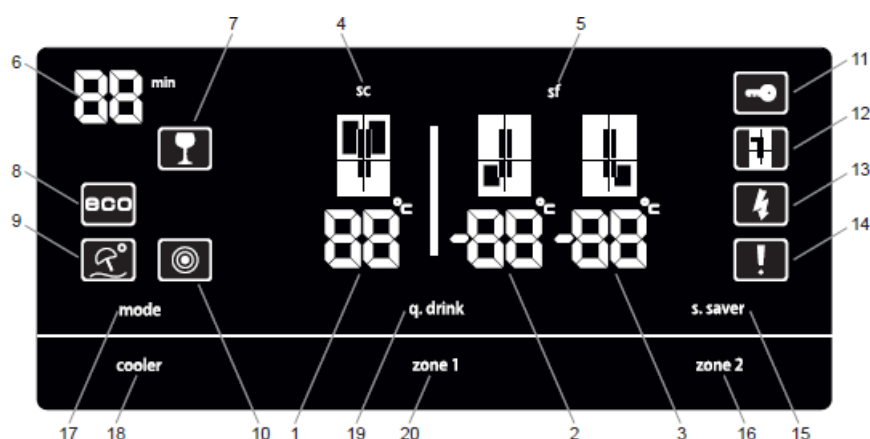 7 4 5
6 88 min sc sf 11
12
8 eco °c °c °c 13
9 88 -88 -88 14
mode q. drink s. saver
cooler zone 1 zone 2
17 18 10 1 19 20 2 3 16 15